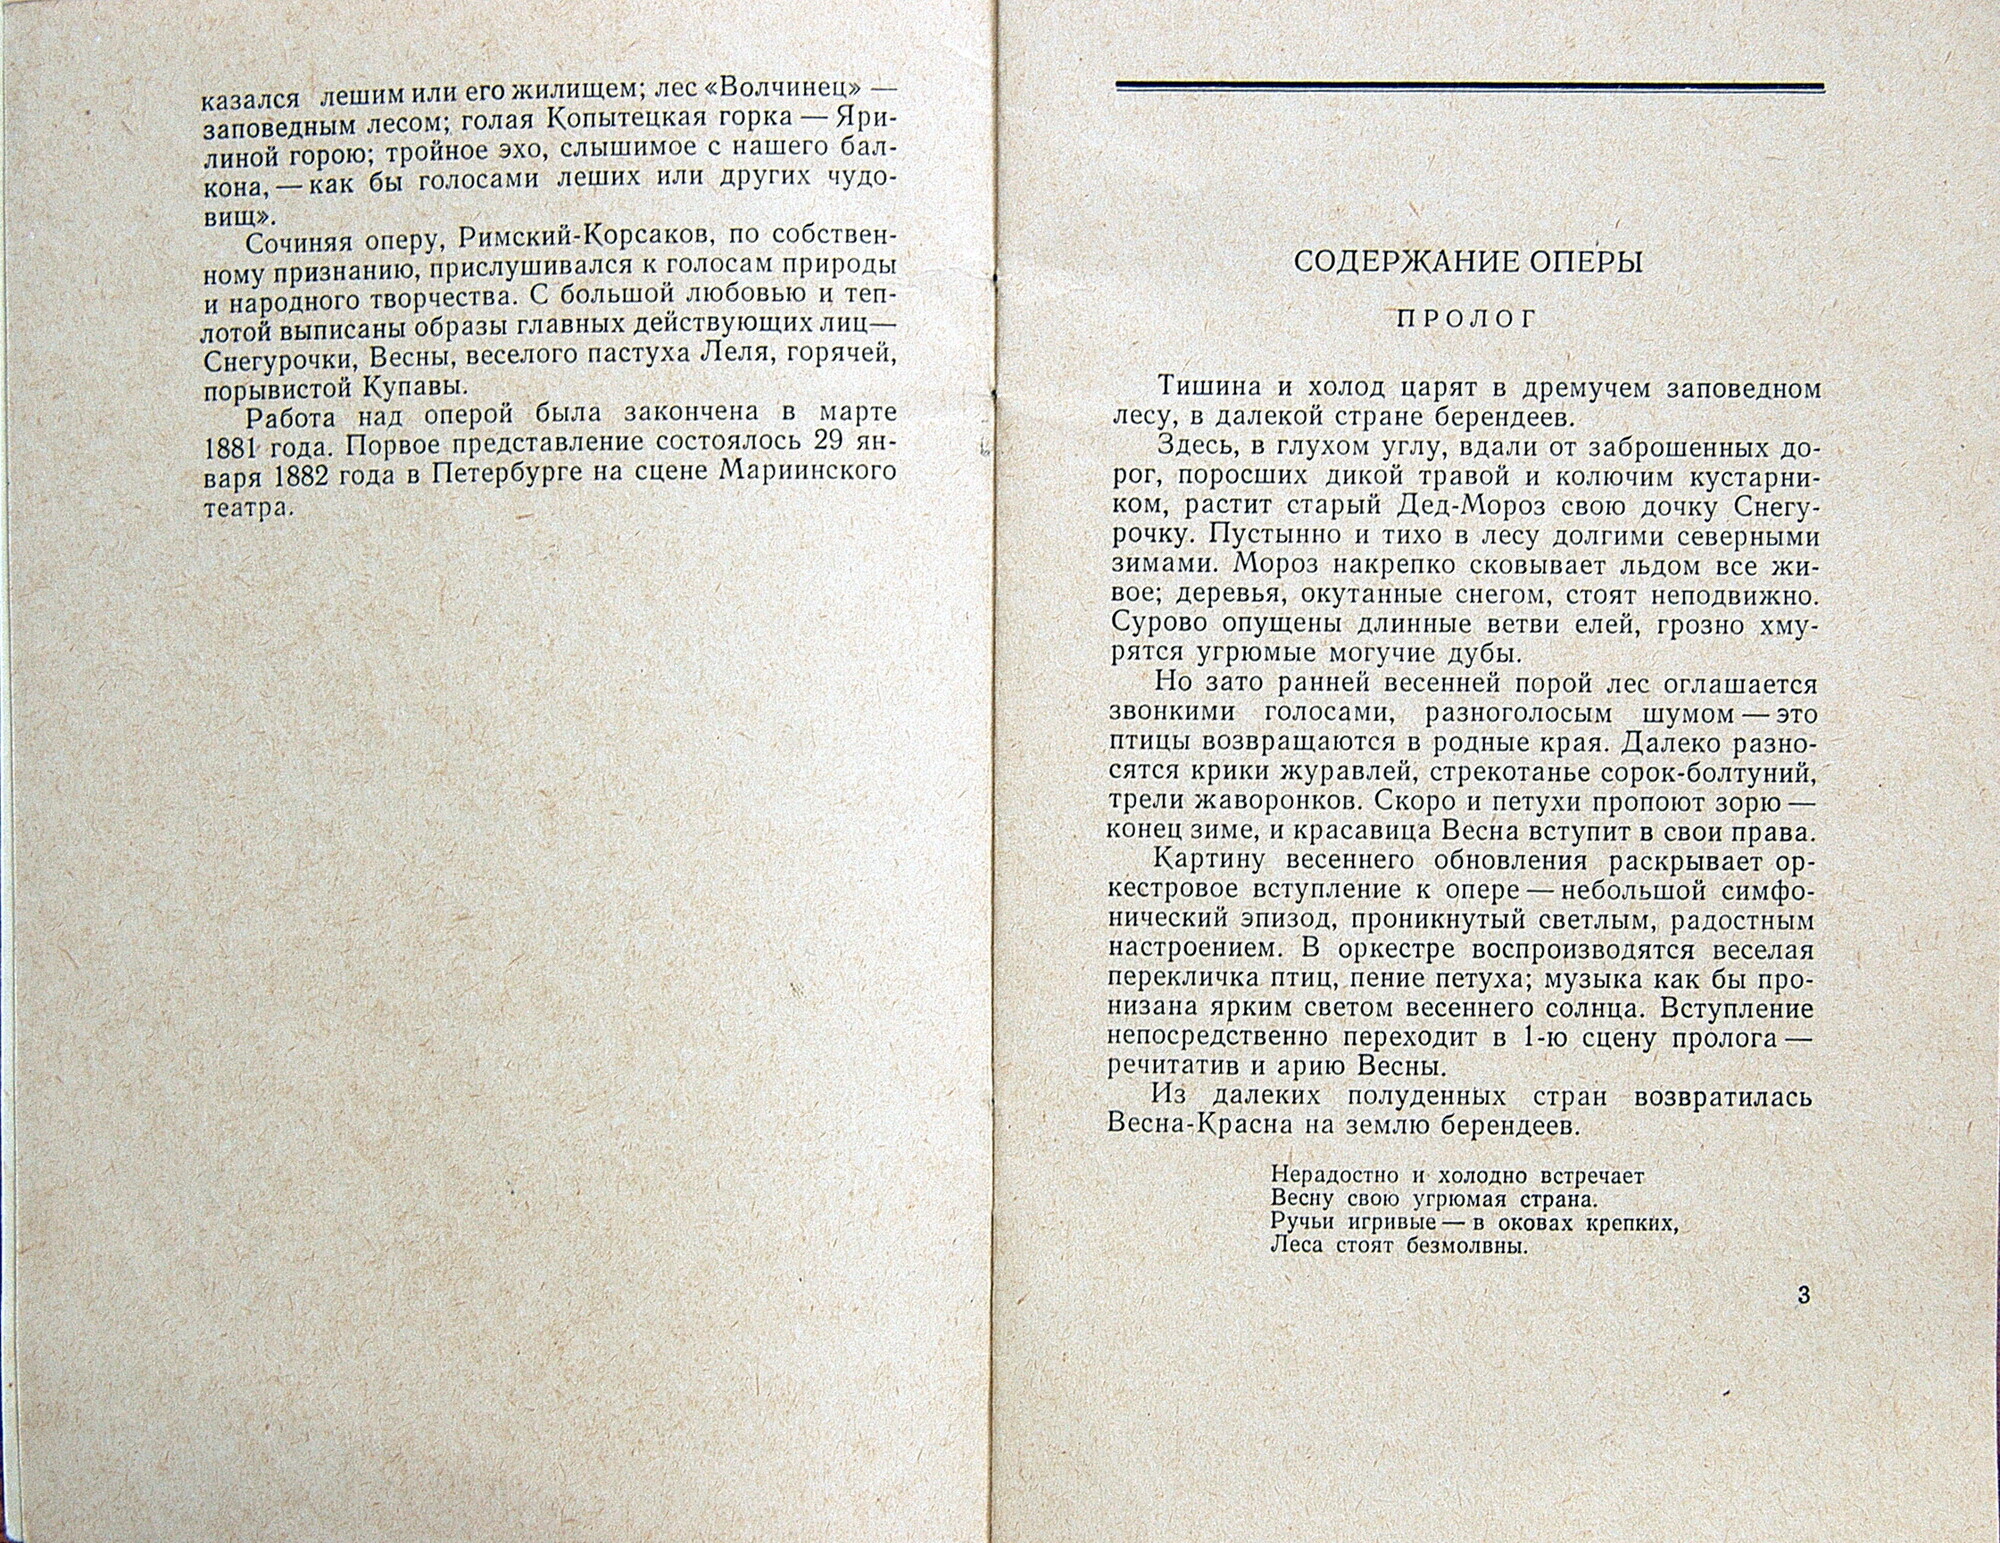 казался лешим или его жилищем; лес «Волчинец» —
заповедным лесом; голая Копытецкая горка — Яри-
линой горою; тройное эхо, слышимое с нашего бал-
кона, — как бы голосами леших или других чудо-
вищ».
Сочиняя оперу, Римский-Корсаков, по собствен-
ному признанию, прислушивался к голосам природы
и народного творчества. С большой любовью и теп-
лотой выписаны образы главных действующих лиц—
Снегурочки, Весны, веселого пастуха Леля, горячей,
порывистой Купавы.
Работа над оперой была закончена в марте
1881 года. Порвое представление состоялось 29 ян-
варя 1882 года в Петербурге на сцене Мариинского
театра.
СОДЕРЖАНИЕ ОПЕРЫ
ПРОЛОГ
Тишина и холод царят в дремучем заповедном
лесу, в далекой стране берендеев.
Здесь, в глухом углу, вдали от заброшенных до-
рог, поросших дикой травой и колючим кустарни-
ком, растит старый Дед-Мороз свою дочку Снегу-
рочку. Пустынно и тихо в лесу долгими северными
зимами. Мороз накрепко сковывает льдом все жи-
вое; деревья, окутанные снегом, стоят неподвижно.
Сурово опущены длинные ветви елей, грозно хму-
рятся угрюмые могучие дубы.
Но зато ранней весенней порой лес оглашается
звонкими голосами, разноголосым шумом — это
птицы возвращаются в родные края. Далеко разно-
сятся крики журавлей, стрекотанье сорок-болтуний,
трели жаворонков. Скоро и петухи пропоют зорю —
конец зиме, и красавица Весна вступит в свои права.
Картину весеннего обновления раскрывает ор-
кестровое вступление к опере — небольшой симфо-
нический эпизод, проникнутый светлым, радостным
настроением. В оркестре воспроизводятся веселая
перекличка птиц, пение петуха; музыка как бы про-
низана ярким светом весеннего солнца. Вступление
непосредственно переходит в 1-ю сцену пролога —
речитатив и арию Весны.
Из далеких полуденных стран возвратилась
Весна-Красна на землю берендеев.
Нерадостно и холодно встречает
Весну свою угрюмая страна.
Ручьи игривые — в оковах крепких,
Леса стоят безмолвны.
3